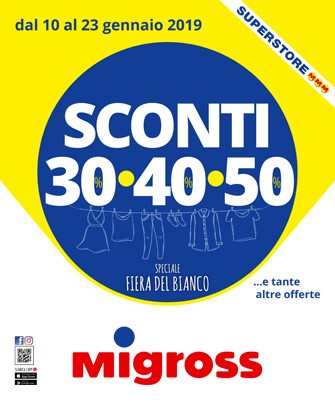 dal 10 al 23 gennaio 2019
SUPERSTORE
SCONTI
30%•40%•50%
SPECIALE
FIERA DEL BIANCO
...e tante
altre offerte
migross